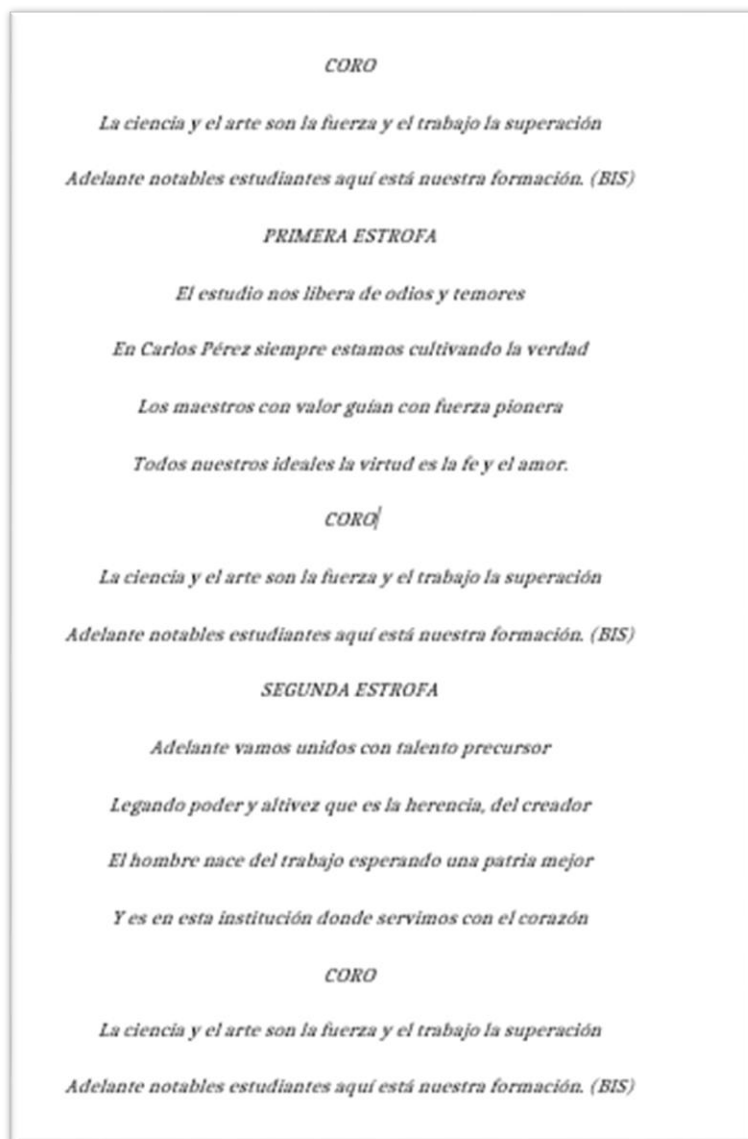 CORO
La ciencia y el arte son la fuerza y el trabajo la superación
Adelante notables estudiantes aquí está nuestra formación. (BIS)
PRIMERA ESTROFA
El estudio nos libera de odios y temores
En Carlos Pérez siempre estamos cultivando la verdad
Los maestros con valor guían con fuerza pionera
Todos nuestros ideales la virtud es la fe y el amor.
CORO
La ciencia y el arte son la fuerza y el trabajo la superación
Adelante notables estudiantes aquí está nuestra formación. (BIS)
SEGUNDA ESTROFA
Adelante vamos unidos con talento precursor
Legando poder y altivez que es la herencia, del creador
El hombre nace del trabajo esperando una patria mejor
Y es en esta institución donde servimos con el corazón
CORO
La ciencia y el arte son la fuerza y el trabajo la superación
Adelante notables estudiantes aquí está nuestra formación. (BIS)